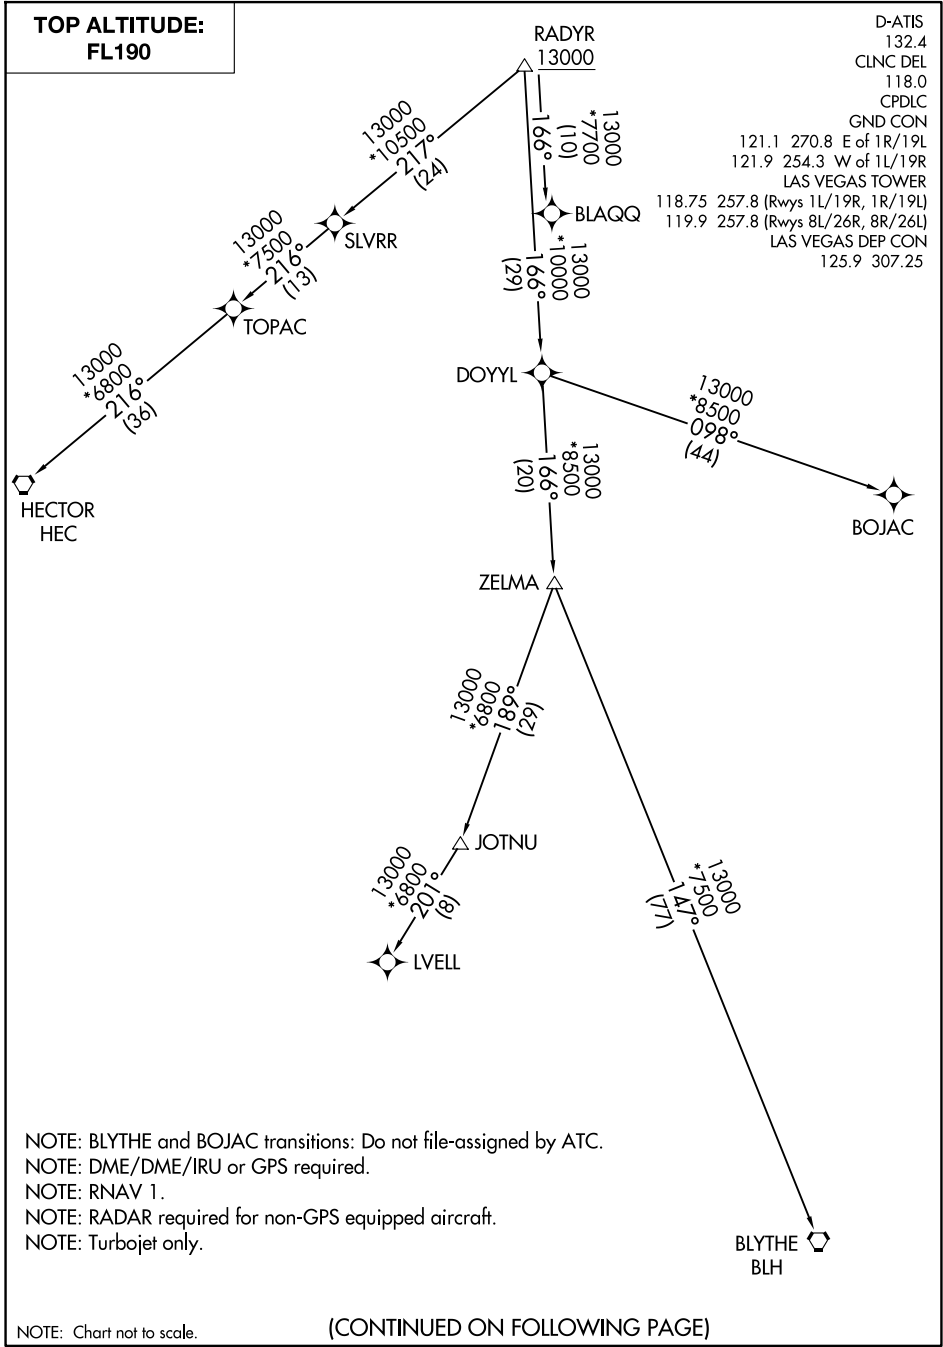 TOP ALTITUDE:
FL190
RADYR
13000
D-ATIS
132.4
CLNC DEL
118.0
CPDLC
GND CON
121.1 270.8 E of 1R/19L
121.9 254.3 W of 1L/19R
LAS VEGAS TOWER
118.75 257.8 (Rwys 1L/19R, 1R/19L)
119.9 257.8 (Rwys 8L/26R, 8R/26L)
LAS VEGAS DEP CON
125.9 307.25
13000
*10500
217°
(24)
13000
*7700
166°
(10)
SLVRR
BLAQQ
13000
*7500
216°
(13)
13000
*10000
166°
(29)
TOPAC
DOYYL
13000
*6800
216°
(36)
13000
*8500
098°
(44)
HECTOR
HEC
13000
*8500
166°
(20)
BOJAC
ZELMA
13000
*6800
189°
(29)
JOTNU
13000
*6800
201°
(8)
13000
*7500
147°
(77)
LVELL
NOTE: BLYTHE and BOJAC transitions: Do not file-assigned by ATC.
NOTE: DME/DME/IRU or GPS required.
NOTE: RNAV 1.
NOTE: RADAR required for non-GPS equipped aircraft.
NOTE: Turbojet only.
BLYTHE
BLH
NOTE: Chart not to scale.
(CONTINUED ON FOLLOWING PAGE)